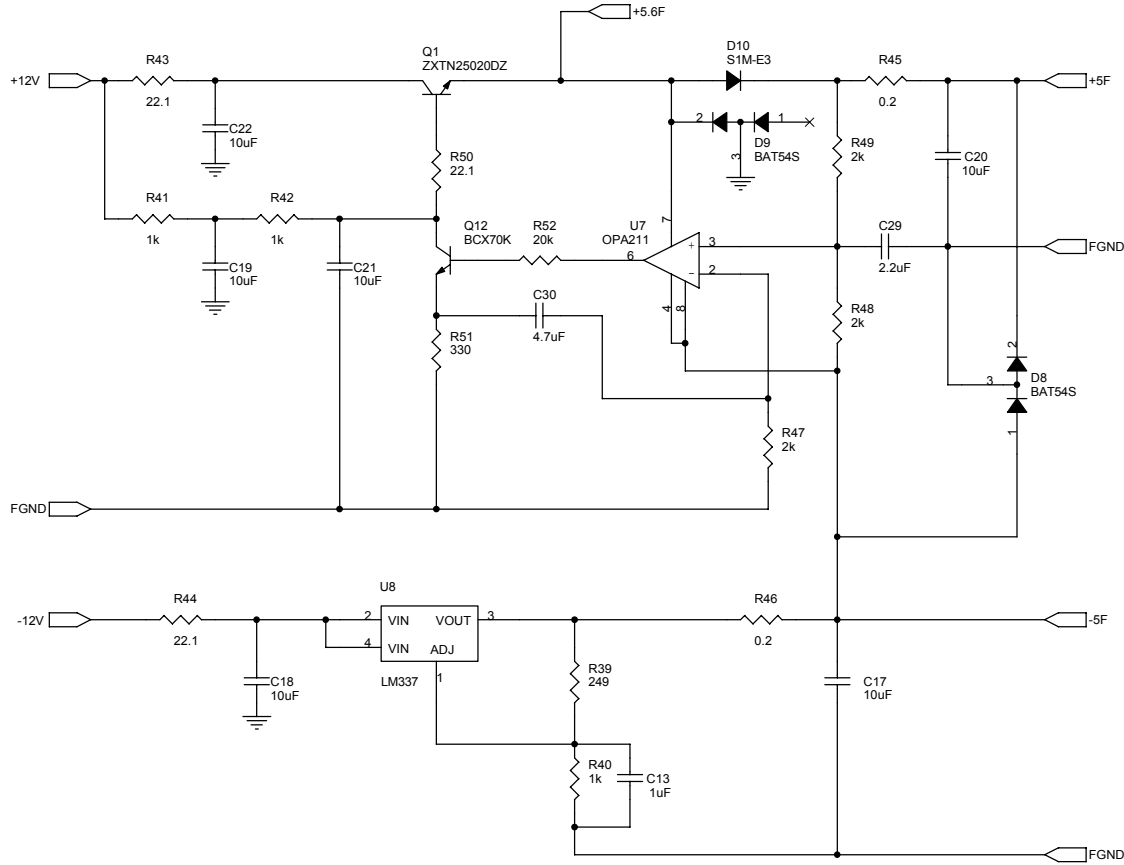 +5.6F
Q1
ZXTN25020DZ
D10
S1M-E3
R43
R45
+12V
+5F
22.1
0.2
C22
10uF
2
1
D9
BAT54S
3
R49
2k
C20
10uF
R50
22.1
R41
R42
1k
1k
Q12
BCX70K
R52
20k
7
U7
OPA211
6
+
3
−
2
C29
2.2uF
FGND
C19
10uF
C21
10uF
C30
4.7uF
4
8
R48
2k
R51
330
2
3
D8
BAT54S
1
R47
2k
FGND
U8
R44
R46
-12V
22.1
2
VIN
VOUT
3
4
VIN
ADJ
LM337
1
0.2
-5F
C18
10uF
R39
249
C17
10uF
R40
1k
C13
1uF
FGND